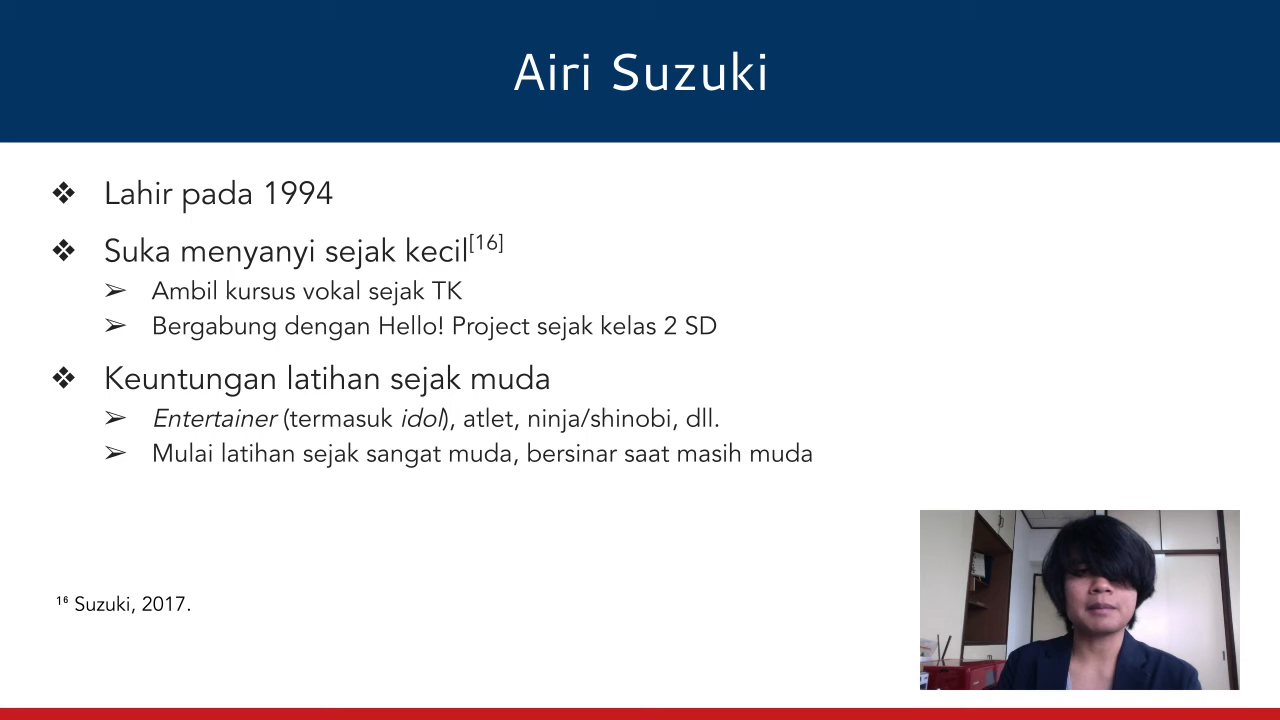 Airi Suzuki
❖ Lahir pada 1994
❖ Suka menyanyi sejak kecil[16]
➢ Ambil kursus vokal sejak TK
➢ Bergabung dengan Hello! Project sejak kelas 2 SD
❖ Keuntungan latihan sejak muda
➢ Entertainer (termasuk idol), atlet, ninja/shinobi, dll.
➢ Mulai latihan sejak sangat muda, bersinar saat masih muda
¹⁶ Suzuki, 2017.